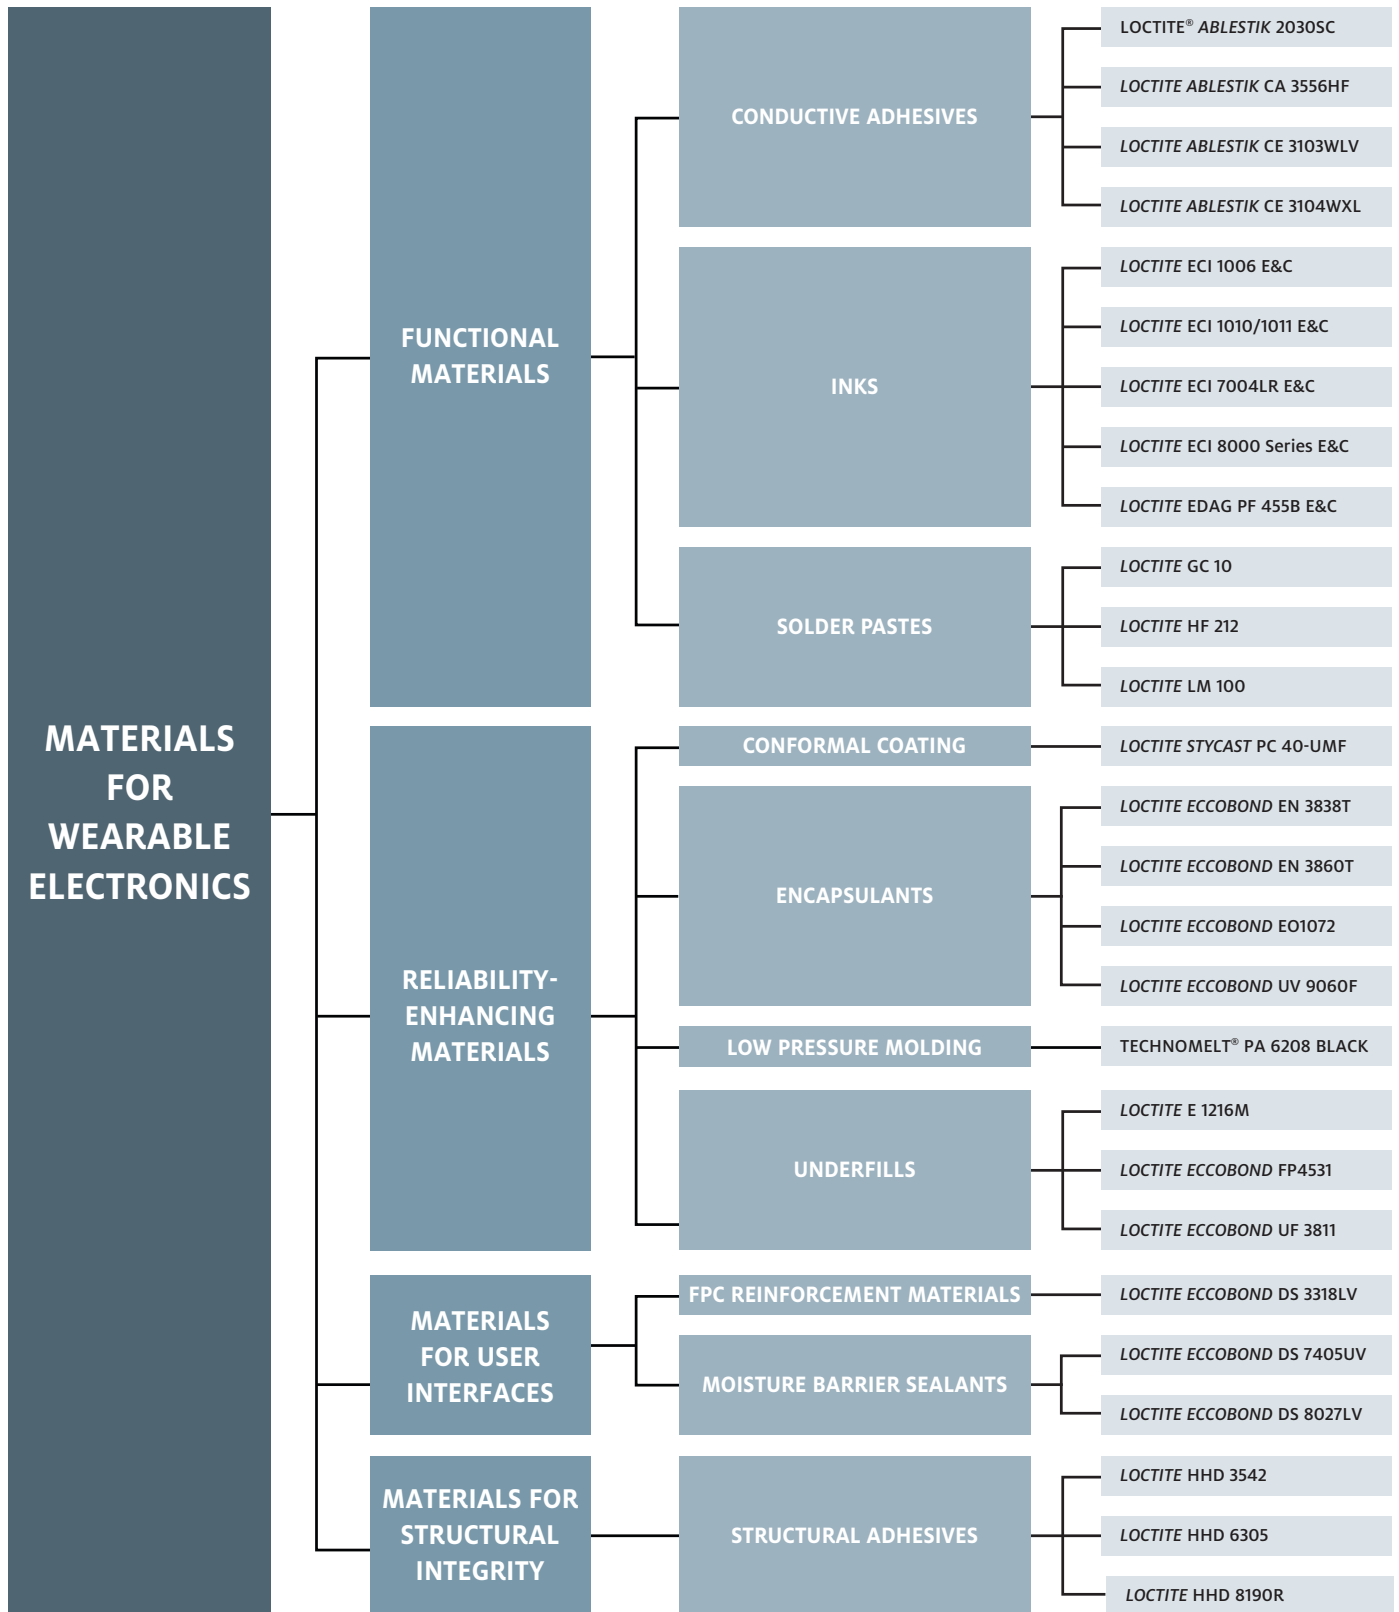 MATERIALS
FOR
WEARABLE
ELECTRONICS
FUNCTIONAL
MATERIALS
CONDUCTIVE ADHESIVES
LOCTITE® ABLESTIK 2030SC
LOCTITE ABLESTIK CA 3556HF
LOCTITE ABLESTIK CE 3103WLV
LOCTITE ABLESTIK CE 3104WXL
INKS
LOCTITE ECI 1006 E&C
LOCTITE ECI 1010/1011 E&C
LOCTITE ECI 7004LR E&C
LOCTITE ECI 8000 Series E&C
LOCTITE EDAG PF 455B E&C
SOLDER PASTES
LOCTITE GC 10
LOCTITE HF 212
LOCTITE LM 100
RELIABILITY-
ENHANCING
MATERIALS
CONFORMAL COATING
LOCTITE STYCAST PC 40-UMF
ENCAPSULANTS
LOCTITE ECCOBOND EN 3838T
LOCTITE ECCOBOND EN 3860T
LOCTITE ECCOBOND EO1072
LOCTITE ECCOBOND UV 9060F
LOW PRESSURE MOLDING
TECHNOMELT® PA 6208 BLACK
UNDERFILLS
LOCTITE E 1216M
LOCTITE ECCOBOND FP4531
LOCTITE ECCOBOND UF 3811
MATERIALS
FOR USER
INTERFACES
FPC REINFORCEMENT MATERIALS
LOCTITE ECCOBOND DS 3318LV
MOISTURE BARRIER SEALANTS
LOCTITE ECCOBOND DS 7405UV
LOCTITE ECCOBOND DS 8027LV
MATERIALS FOR
STRUCTURAL
INTEGRITY
STRUCTURAL ADHESIVES
LOCTITE HHD 3542
LOCTITE HHD 6305
LOCTITE HHD 8190R